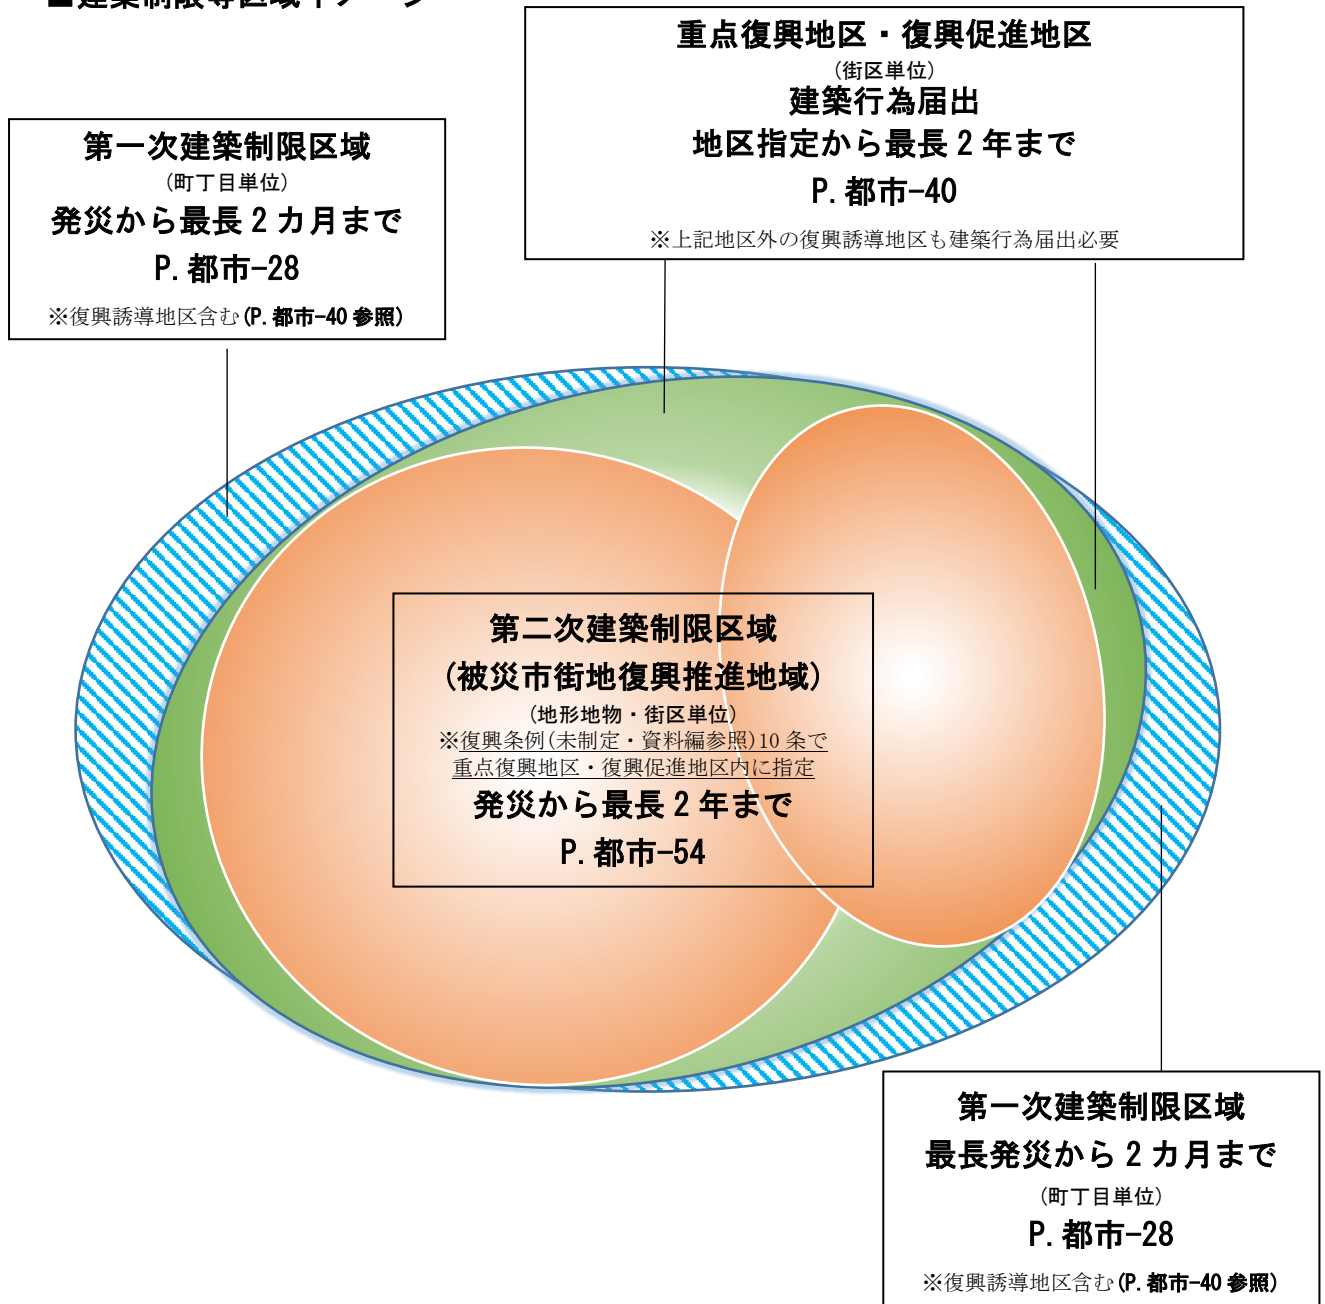 ■建築制限等区域イメージ
重点復興地区・復興促進地区
(街区単位)
建築行為届出
地区指定から最長2年まで
P.都市-40
※上記地区外の復興誘導地区も建築行為届出必要
第一次建築制限区域
(町丁目単位)
発災から最長2カ月まで
P.都市-28
※復興誘導地区含む(P.都市-40参照)
第二次建築制限区域
(被災市街地復興推進地域)
(地形地物・街区単位)
※復興条例(未制定・資料編参照)10条で
重点復興地区・復興促進地区内に指定
発災から最長2年まで
P.都市-54
第一次建築制限区域
最長発災から2カ月まで
(町丁目単位)
P.都市-28
※復興誘導地区含む(P.都市-40参照)